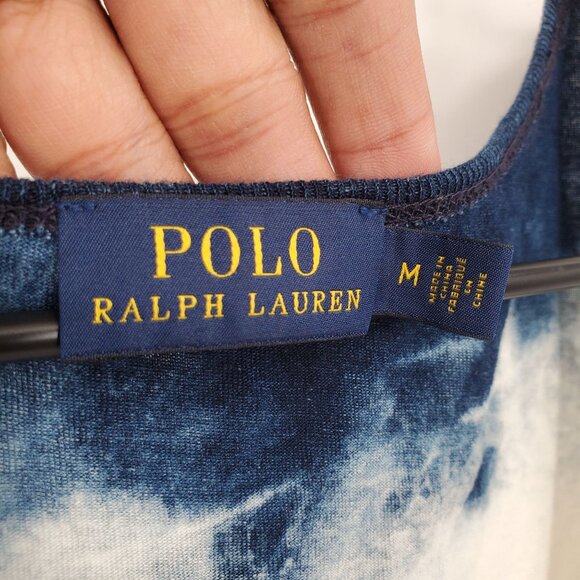 POLO
RALPH LAUREN
M
MADE IN
CHINA
FABRIQUÉ
EN
CHINE